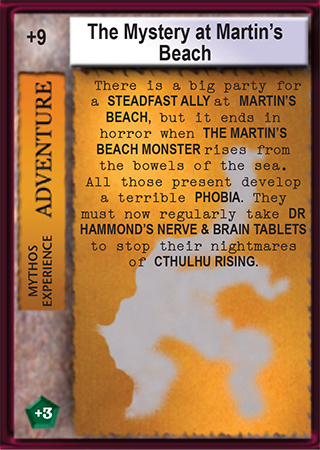 +9
The Mystery at Martin's
Beach
MYTHOS
EXPERIENCE
ADVENTURE
There is a big party for
a STEADFAST ALLY at MARTIN'S
BEACH, but it ends in
horror when THE MARTIN'S
BEACH MONSTER rises from
the bowels of the sea.
All those present develop
a terrible PHOBIA. They
must now regularly take DR
HAMMOND'S NERVE & BRAIN TABLETS
to stop their nightmares
of CTHULHU RISING.
+3